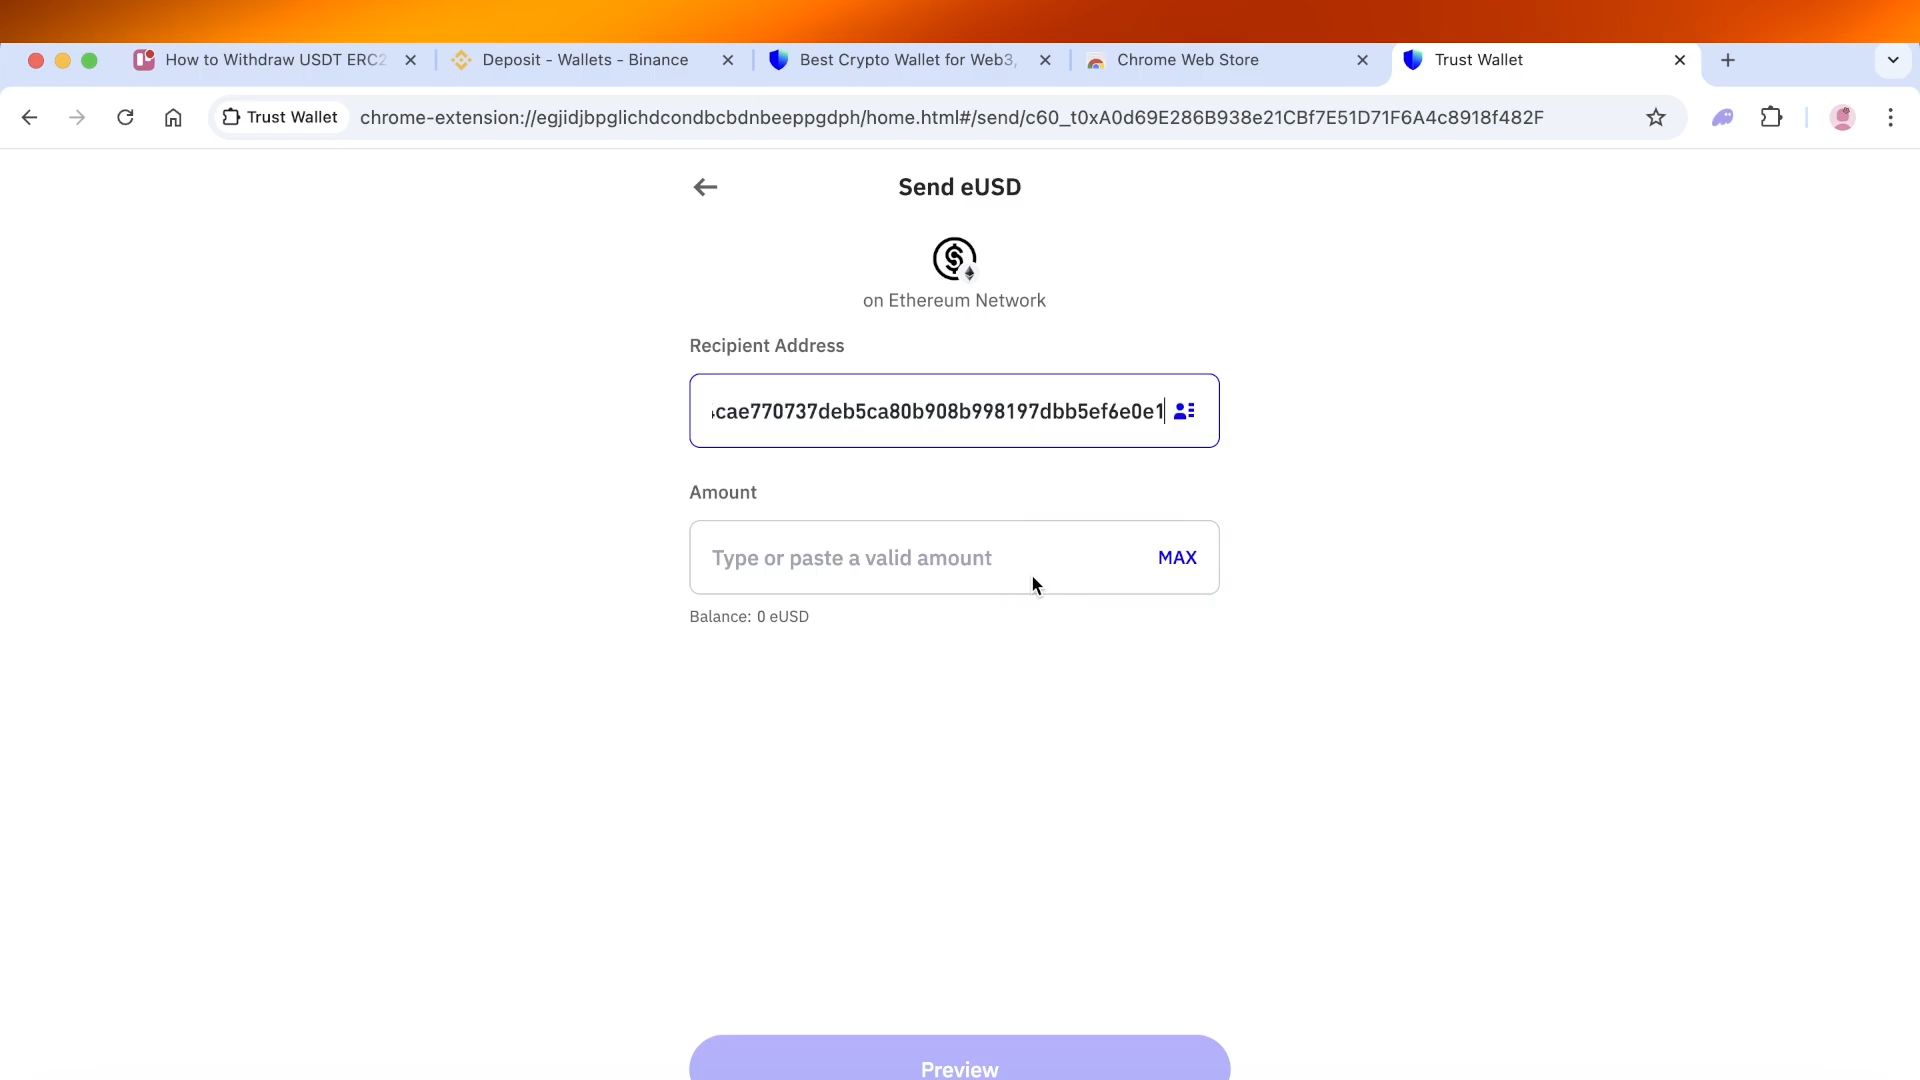 How to Withdraw USDT ERC2
Deposit - Wallets - Binance
Best Crypto Wallet for Web3,
Chrome Web Store
Trust Wallet
Trust Wallet
chrome-extension://egjidjbpglichdcondbcbdnbeeppgdph/home.html#/send/c60_t0xA0d69E286B938e21CBf7E51D71F6A4c8918f482F
Send eUSD
on Ethereum Network
Recipient Address
cae770737deb5ca80b908b998197dbb5ef6e0e1
Amount
Type or paste a valid amount
MAX
Balance: 0 eUSD
Preview